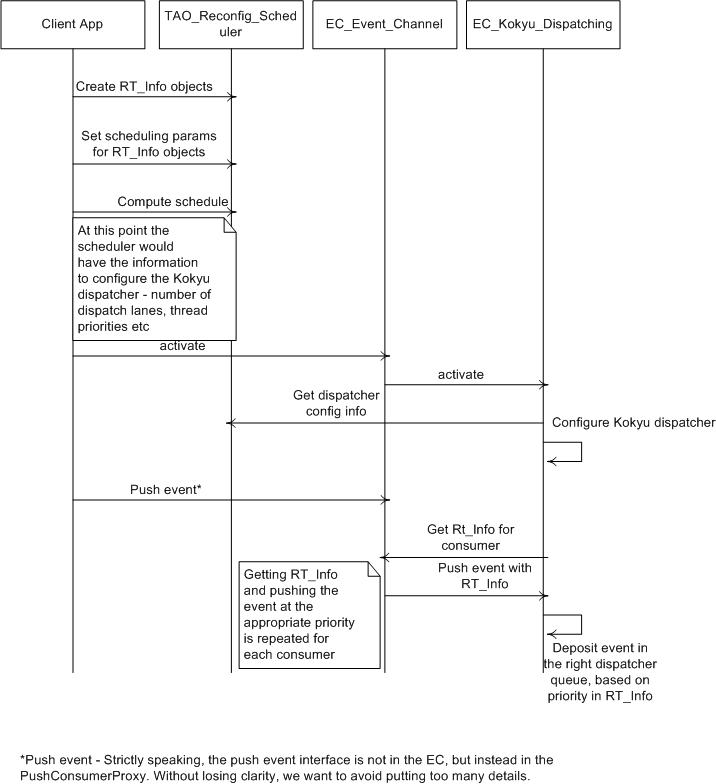 Client App
TAO_Reconfig_Sched
uler
EC_Event_Channel
EC_Kokyu_Dispatching
Create RT_Info objects
Set scheduling params
for RT_Info objects
Compute schedule
At this point the
scheduler would
have the information
to configure the Kokyu
dispatcher - number of
dispatch lanes, thread
priorities etc
activate
activate
Get dispatcher
config info
Configure Kokyu dispatcher
Push event*
Get Rt_Info for
consumer
Push event with
RT_Info
Getting RT_Info
and pushing the
event at the
appropriate priority
is repeated for
each consumer
Deposit event in
the right dispatcher
queue, based on
priority in RT_Info
*Push event - Strictly speaking, the push event interface is not in the EC, but instead in the
PushConsumerProxy. Without losing clarity, we want to avoid putting too many details.